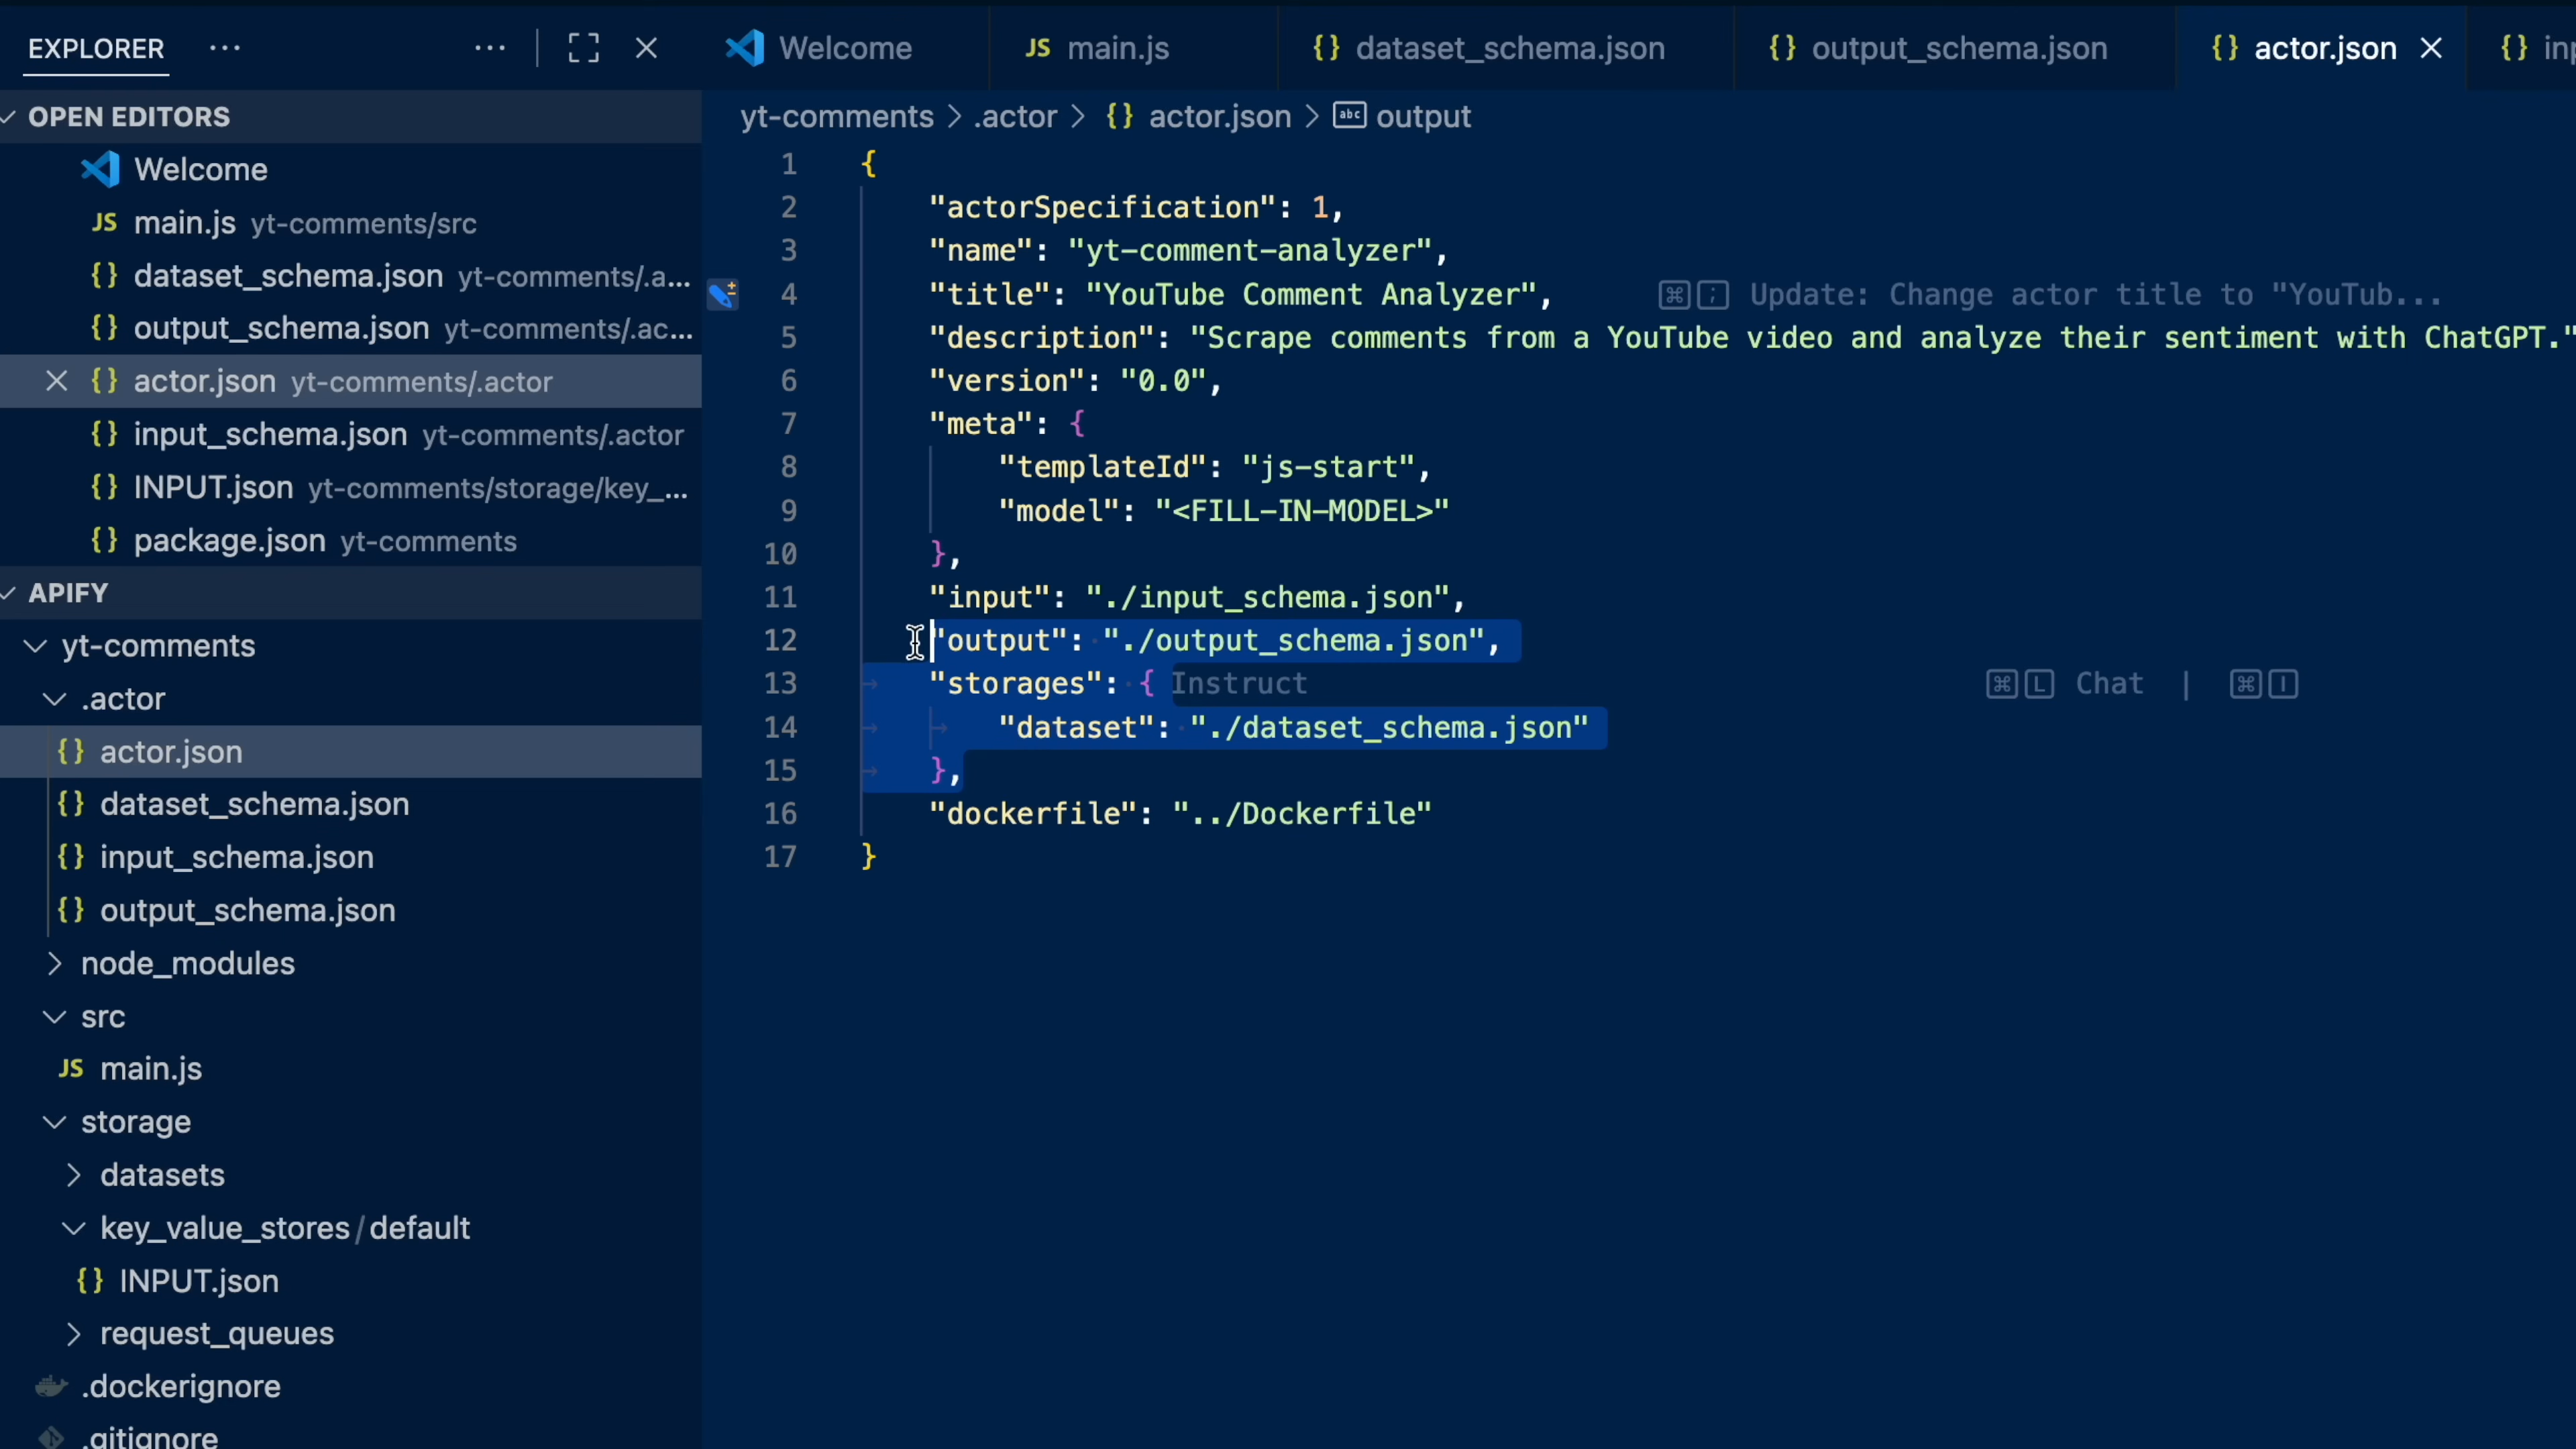 EXPLORER
Welcome
main.js
dataset_schema.json
output_schema.json
actor.json
OPEN EDITORS
Welcome
main.js yt-comments/src
dataset_schema.json yt-comments/.a...
output_schema.json yt-comments/.ac...
actor.json yt-comments/.actor
input_schema.json yt-comments/.actor
INPUT.json yt-comments/storage/key_...
package.json yt-comments
APIFY
yt-comments
.actor
actor.json
dataset_schema.json
input_schema.json
output_schema.json
node_modules
src
main.js
storage
datasets
key_value_stores/default
INPUT.json
request_queues
.dockerignore
.gitignore
yt-comments > .actor > {} actor.json > abc output
1 {
2 "actorSpecification": 1,
3 "name": "yt-comment-analyzer",
4 "title": "YouTube Comment Analyzer", ⌘; Update: Change actor title to "YouTub...
5 "description": "Scrape comments from a YouTube video and analyze their sentiment with ChatGPT."
6 "version": "0.0",
7 "meta": {
8 "templateId": "js-start",
9 "model": "<FILL-IN-MODEL>"
10 },
11 "input": "./input_schema.json",
12 "output": "./output_schema.json",
13 "storages": { Instruct ⌘L Chat | ⌘I
14 "dataset": "./dataset_schema.json"
15 },
16 "dockerfile": "../Dockerfile"
17 }